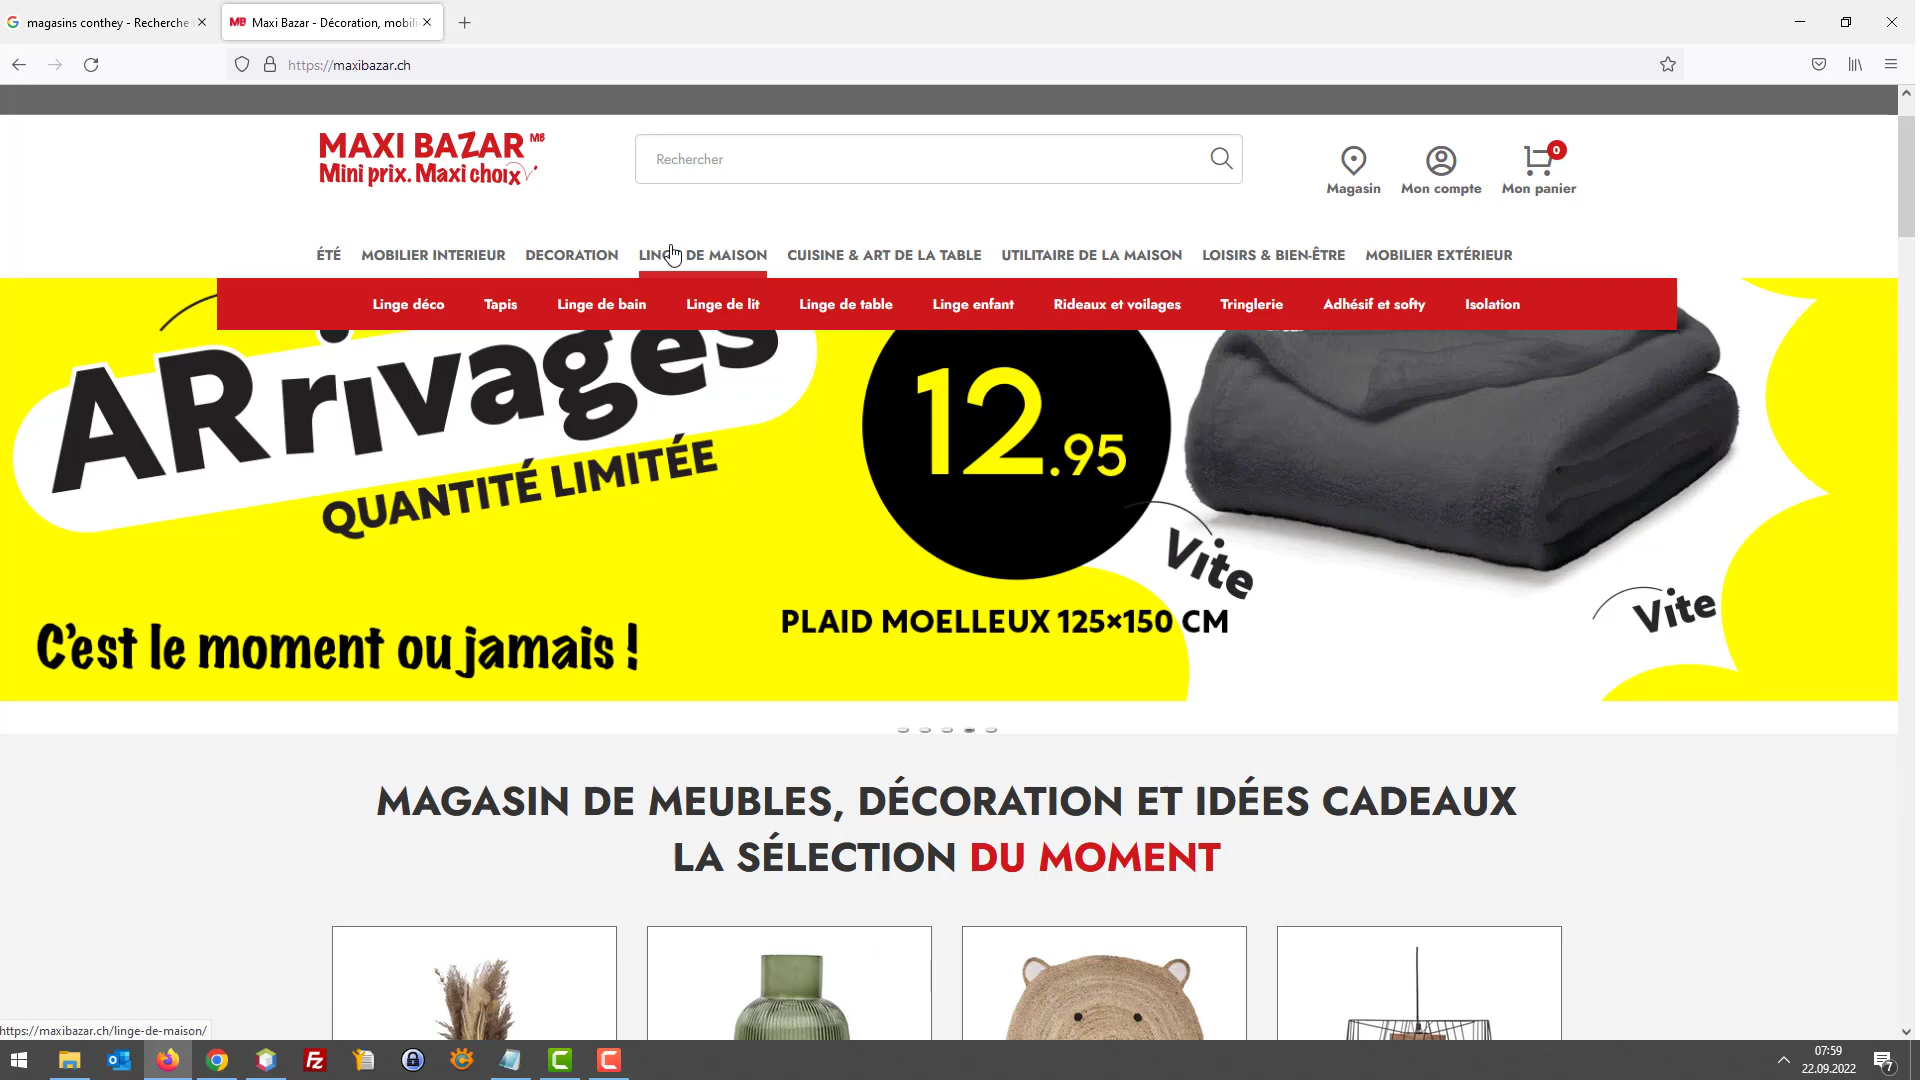 magasins conthey - Recherche
Maxi Bazar - Décoration, mobili
https://maxibazar.ch
MAXI BAZAR MB
Mini prix. Maxi choix
Rechercher
0
Magasin
Mon compte
Mon panier
ÉTÉ
MOBILIER INTERIEUR
DECORATION
LINGE DE MAISON
CUISINE & ART DE LA TABLE
UTILITAIRE DE LA MAISON
LOISIRS & BIEN-ÊTRE
MOBILIER EXTÉRIEUR
Linge déco
Tapis
Linge de bain
Linge de lit
Linge de table
Linge enfant
Rideaux et voilages
Tringlerie
Adhésif et softy
Isolation
ARrivages
QUANTITÉ LIMITÉE
12.95
Vite
Vite
PLAID MOELLEUX 125×150 CM
C'est le moment ou jamais !
MAGASIN DE MEUBLES, DÉCORATION ET IDÉES CADEAUX
LA SÉLECTION DU MOMENT
https://maxibazar.ch/linge-de-maison/
07:59
22.09.2022
7